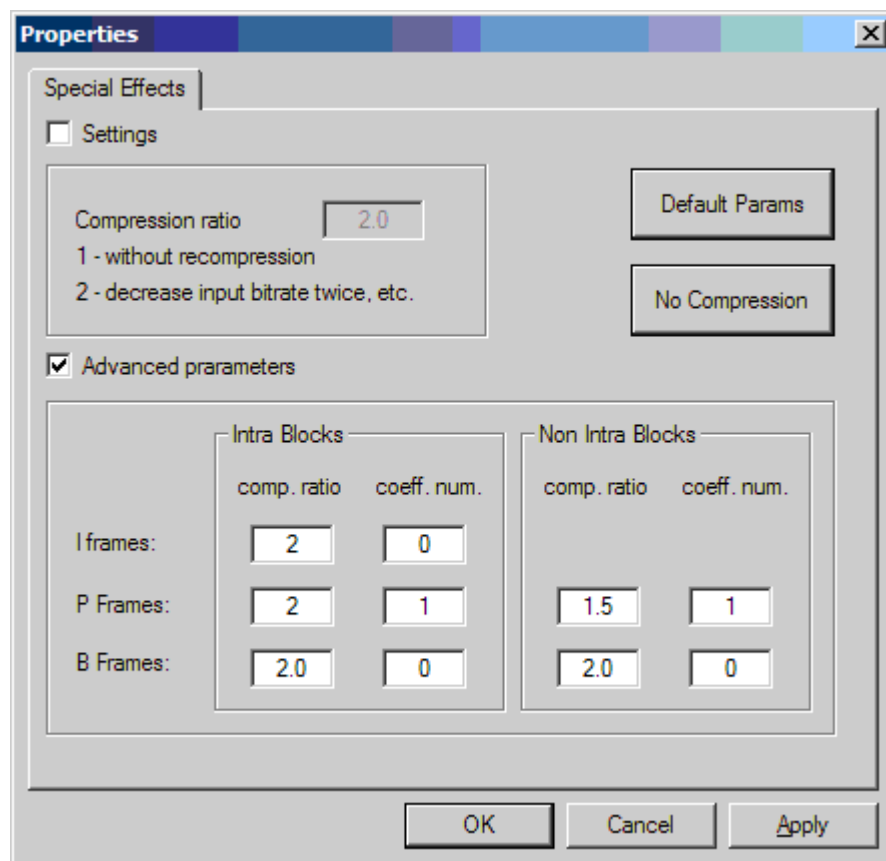 Properties
Special Effects
Settings
Compression ratio 2.0
1 - without recompression
2 - decrease input bitrate twice, etc.
Default Params
No Compression
Advanced prarameters
Intra Blocks Non Intra Blocks
comp. ratio coeff. num. comp. ratio coeff. num.
I frames: 2 0
P Frames: 2 1 1.5 1
B Frames: 2.0 0 2.0 0
OK Cancel Apply